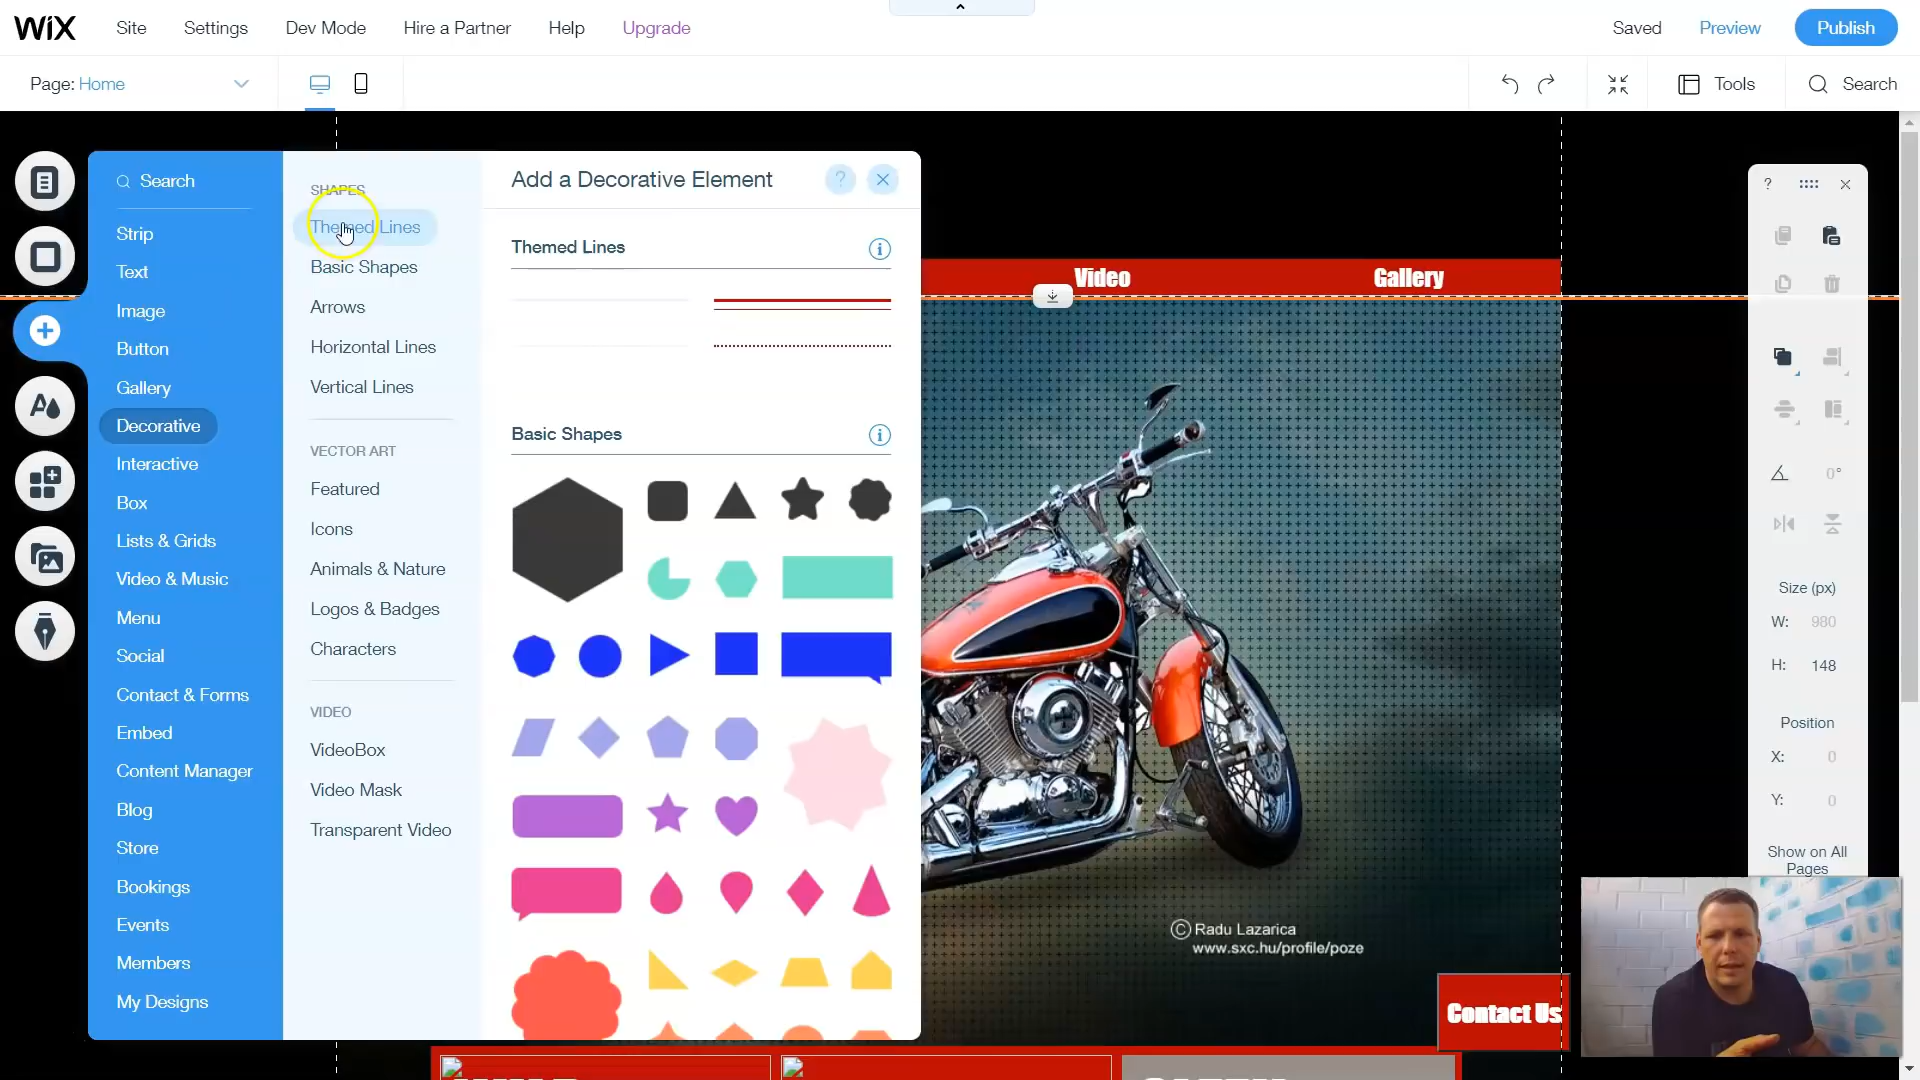 WiX
Site
Settings
Dev Mode
Hire a Partner
Help
Upgrade
Saved
Preview
Publish
Page: Home
Tools
Search
Search
Strip
Text
Image
Button
Gallery
Decorative
Interactive
Box
Lists & Grids
Video & Music
Menu
Social
Contact & Forms
Embed
Content Manager
Blog
Store
Bookings
Events
Members
My Designs
SHAPES
Themed Lines
Basic Shapes
Arrows
Horizontal Lines
Vertical Lines
VECTOR ART
Featured
Icons
Animals & Nature
Logos & Badges
Characters
VIDEO
VideoBox
Video Mask
Transparent Video
Add a Decorative Element
?
Themed Lines
Basic Shapes
Video
Gallery
© Radu Lazarica
www.sxc.hu/profile/poze
Contact Us
?
0°
Size (px)
W: 980
H: 148
Position
X: 0
Y: 0
Show on All
Pages